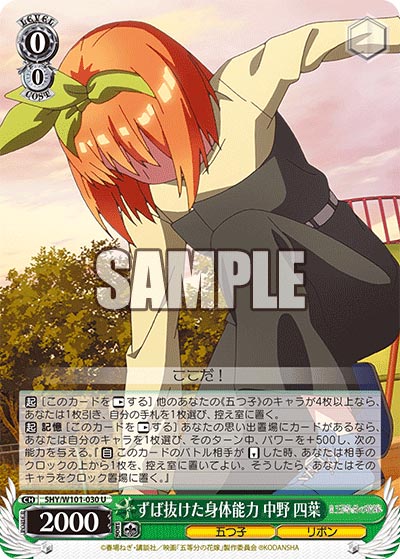 LEVEL
0
0
COST
SAMPLE
ここだ！
起［このカードを する］ 他のあなたの《五つ子》のキャラが4枚以上なら、
あなたは1枚引き、自分の手札を1枚選び、控え室に置く。
起 記憶 ［このカードを する］ あなたの思い出置場にカードがあるなら、
あなたは自分のキャラを1枚選び、そのターン中、パワーを＋500し、次の
能力を与える。『自 このカードのバトル相手が した時、あなたは相手の
クロックの上から1枚を、控え室に置いてよい。そうしたら、あなたはそのキャラを
クロック置場に置く。』
CH 5HY/W101-030 U
ずば抜けた身体能力 中野 四葉
2000
五つ子
リボン
©春場ねぎ・講談社／映画「五等分の花嫁」製作委員会 ©KODANSHA